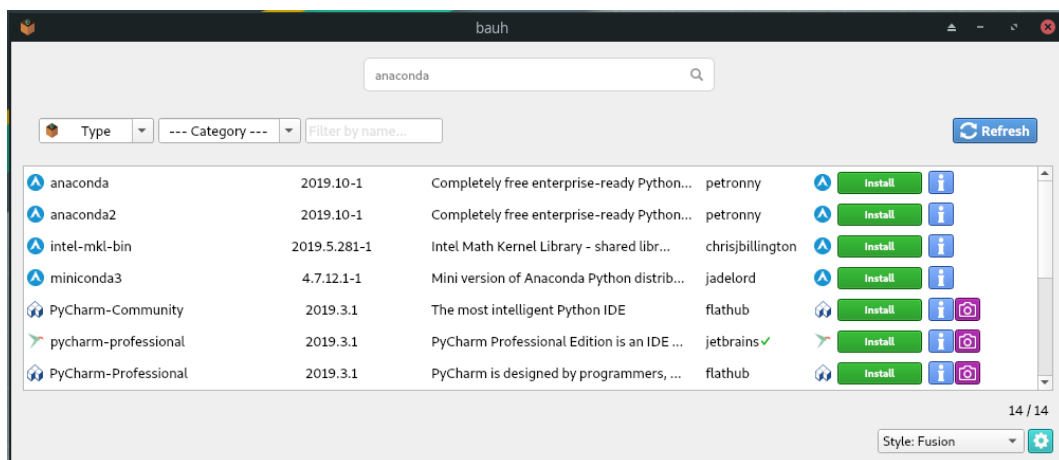 bauh
anaconda
Type --- Category --- Filter by name... Refresh
anaconda 2019.10-1 Completely free enterprise-ready Python... petronny Install i
anaconda2 2019.10-1 Completely free enterprise-ready Python... petronny Install i
intel-mkl-bin 2019.5.281-1 Intel Math Kernel Library - shared libr... chrisjbillington Install i
miniconda3 4.7.12.1-1 Mini version of Anaconda Python distrib... jadelord Install i
PyCharm-Community 2019.3.1 The most intelligent Python IDE flathub Install i
pycharm-professional 2019.3.1 PyCharm Professional Edition is an IDE ... jetbrains✓ Install i
PyCharm-Professional 2019.3.1 PyCharm is designed by programmers, ... flathub Install i
14 / 14
Style: Fusion